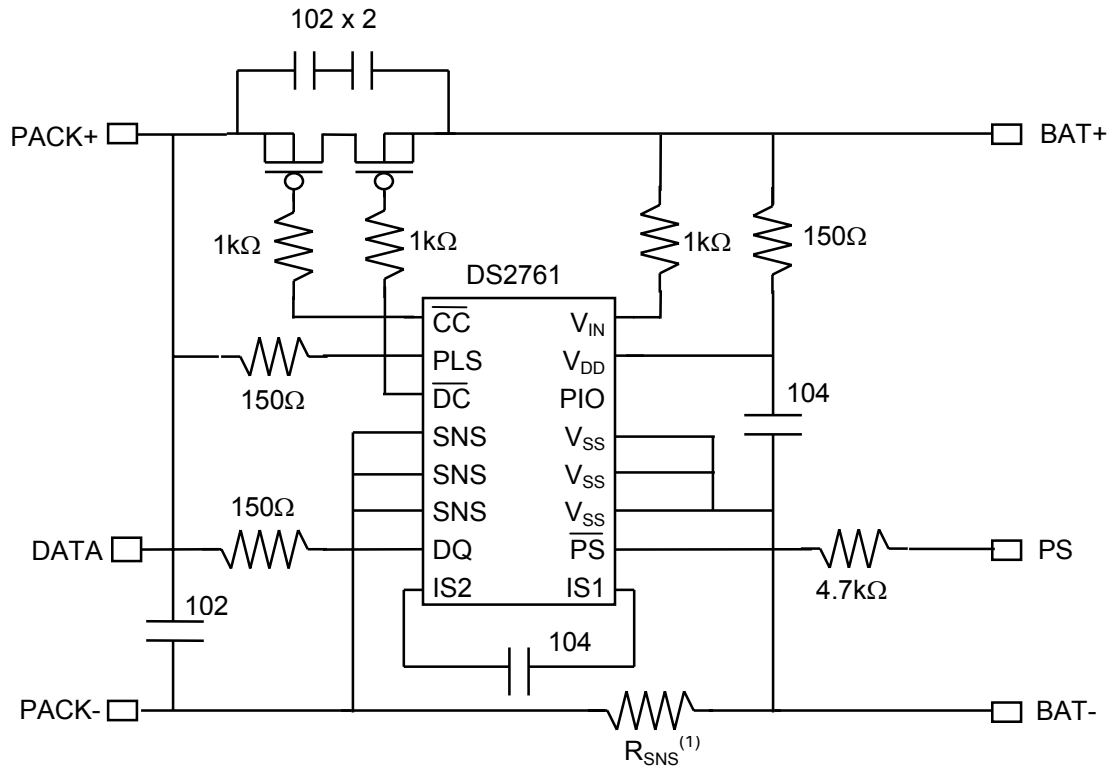 102 x 2
PACK+
BAT+
1kΩ
1kΩ
1kΩ
150Ω
DS2761
CC
VIN
PLS
VDD
150Ω
DC
PIO
104
SNS
VSS
SNS
VSS
150Ω
SNS
VSS
DATA
DQ
PS
PS
IS2
IS1
4.7kΩ
102
104
PACK-
BAT-
RSNS(1)